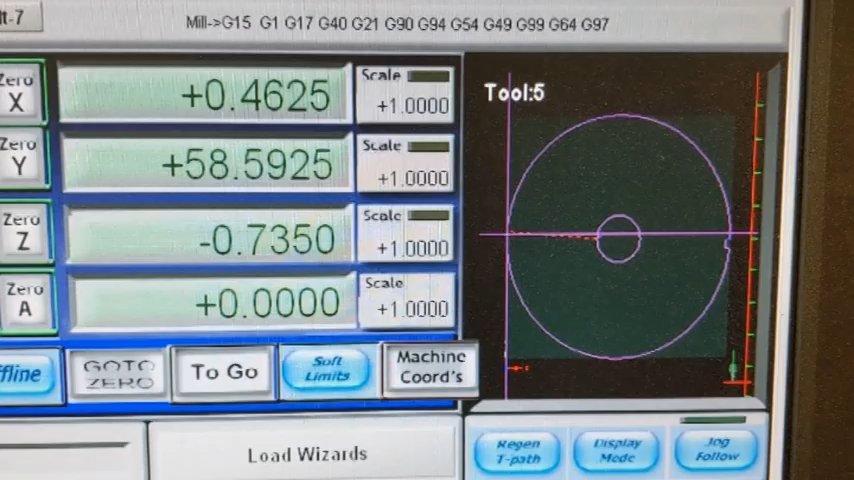 lt-7
Mill->G15 G1 G17 G40 G21 G90 G94 G54 G49 G99 G64 G97
Zero
X
+0.4625
Scale
+1.0000
Tool:5
Zero
Y
+58.5925
Scale
+1.0000
Zero
Z
-0.7350
Scale
+1.0000
Zero
A
+0.0000
Scale
+1.0000
ffline
GOTO
ZERO
To Go
Soft
Limits
Machine
Coord's
Load Wizards
Regen
T-path
Display
Mode
Jog
Follow